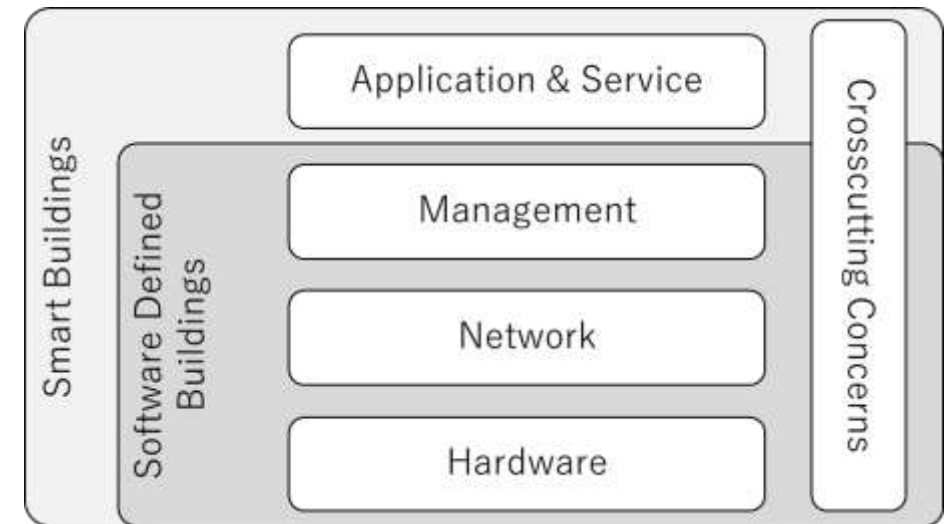 Smart Buildings
Application & Service
Crosscutting Concerns
Software Defined
Buildings
Management
Network
Hardware